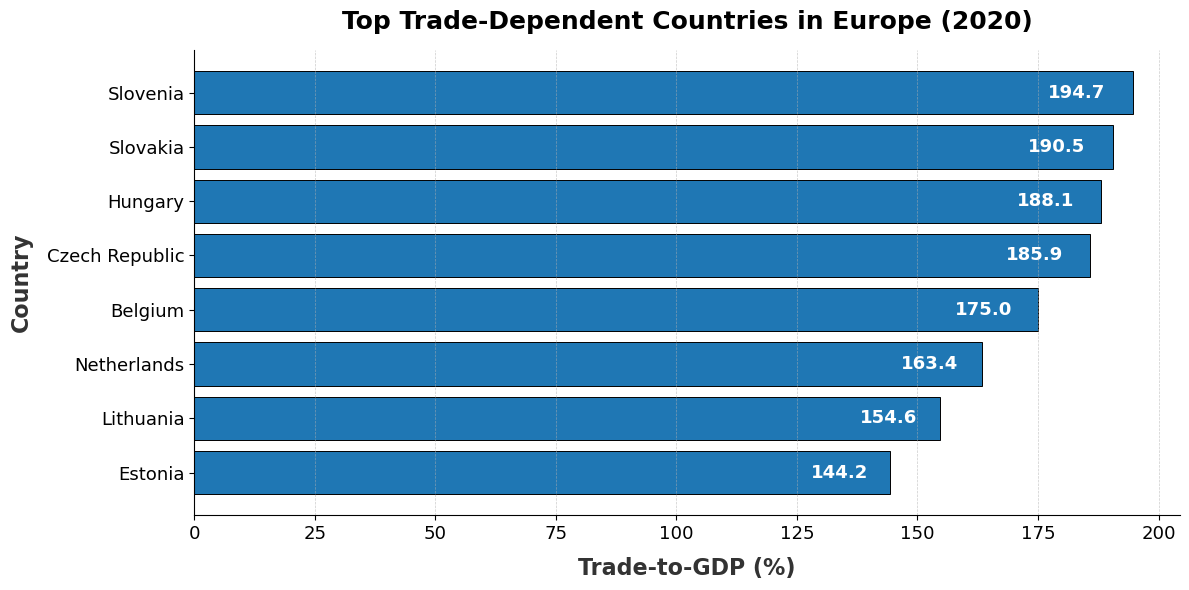 Top Trade-Dependent Countries in Europe (2020)
Country
Slovenia 194.7
Slovakia 190.5
Hungary 188.1
Czech Republic 185.9
Belgium 175.0
Netherlands 163.4
Lithuania 154.6
Estonia 144.2
0 25 50 75 100 125 150 175 200
Trade-to-GDP (%)